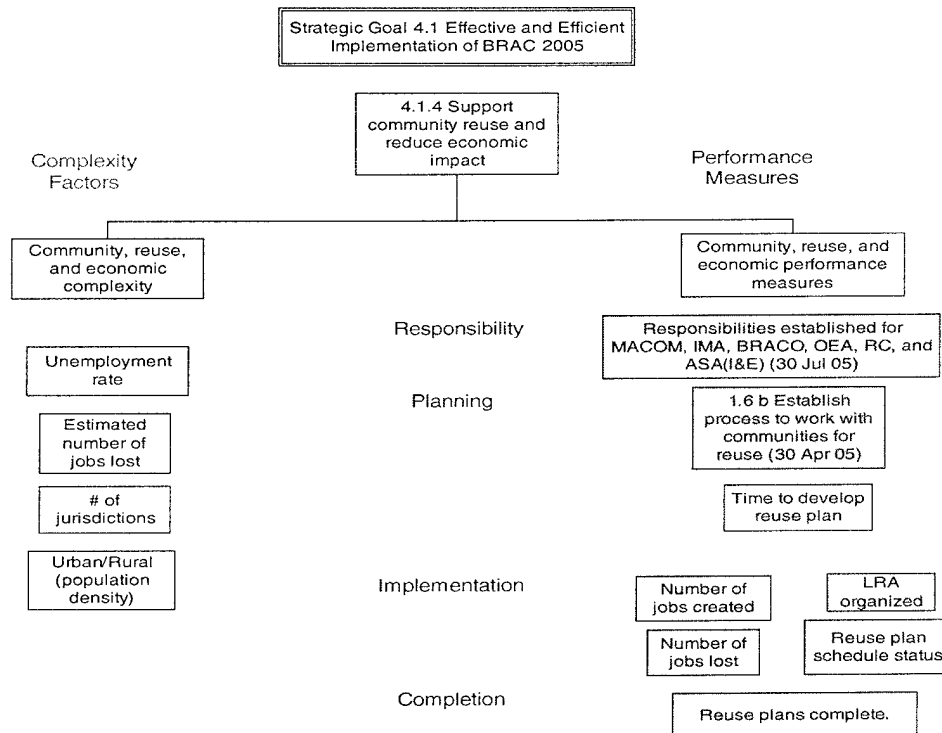 Strategic Goal 4.1 Effective and Efficient
Implementation of BRAC 2005
4.1.4 Support
community reuse and
reduce economic
impact
Complexity
Factors
Performance
Measures
Community, reuse,
and economic
complexity
Community, reuse, and
economic performance
measures
Responsibility
Responsibilities established for
MACOM, IMA, BRACO, OEA, RC, and
ASA(I&E) (30 Jul 05)
Unemployment
rate
Planning
1.6 b Establish
process to work with
communities for
reuse (30 Apr 05)
Estimated
number of
jobs lost
# of
jurisdictions
Time to develop
reuse plan
Urban/Rural
(population
density)
Implementation
Number of
jobs created
LRA
organized
Number of
jobs lost
Reuse plan
schedule status
Completion
Reuse plans complete.